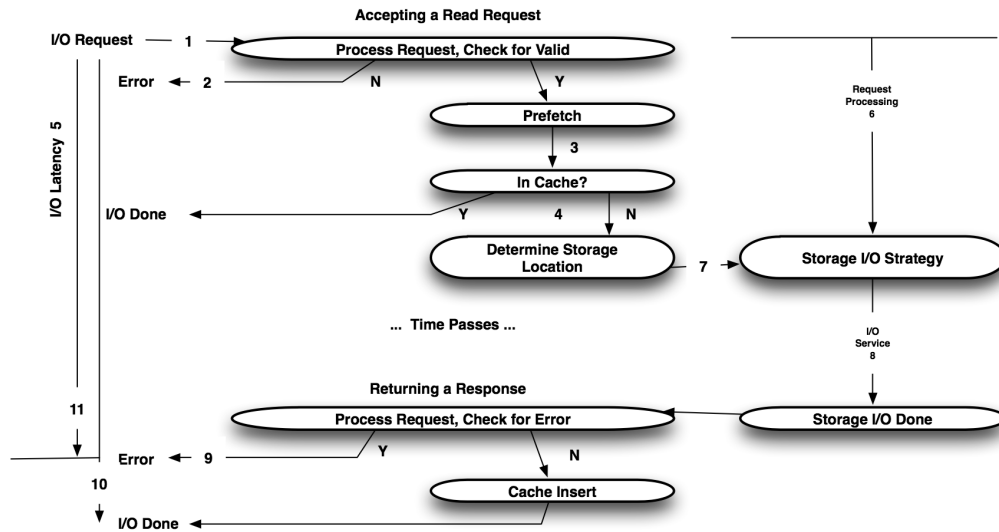 Accepting a Read Request
I/O Request
1
Process Request, Check for Valid
Error
2
N
Y
Request
Processing
6
Prefetch
I/O Latency 5
3
In Cache?
I/O Done
Y
4
N
Determine Storage
Location
7
Storage I/O Strategy
... Time Passes ...
I/O
Service
8
Returning a Response
11
Process Request, Check for Error
Storage I/O Done
Error
9
Y
N
10
Cache Insert
I/O Done